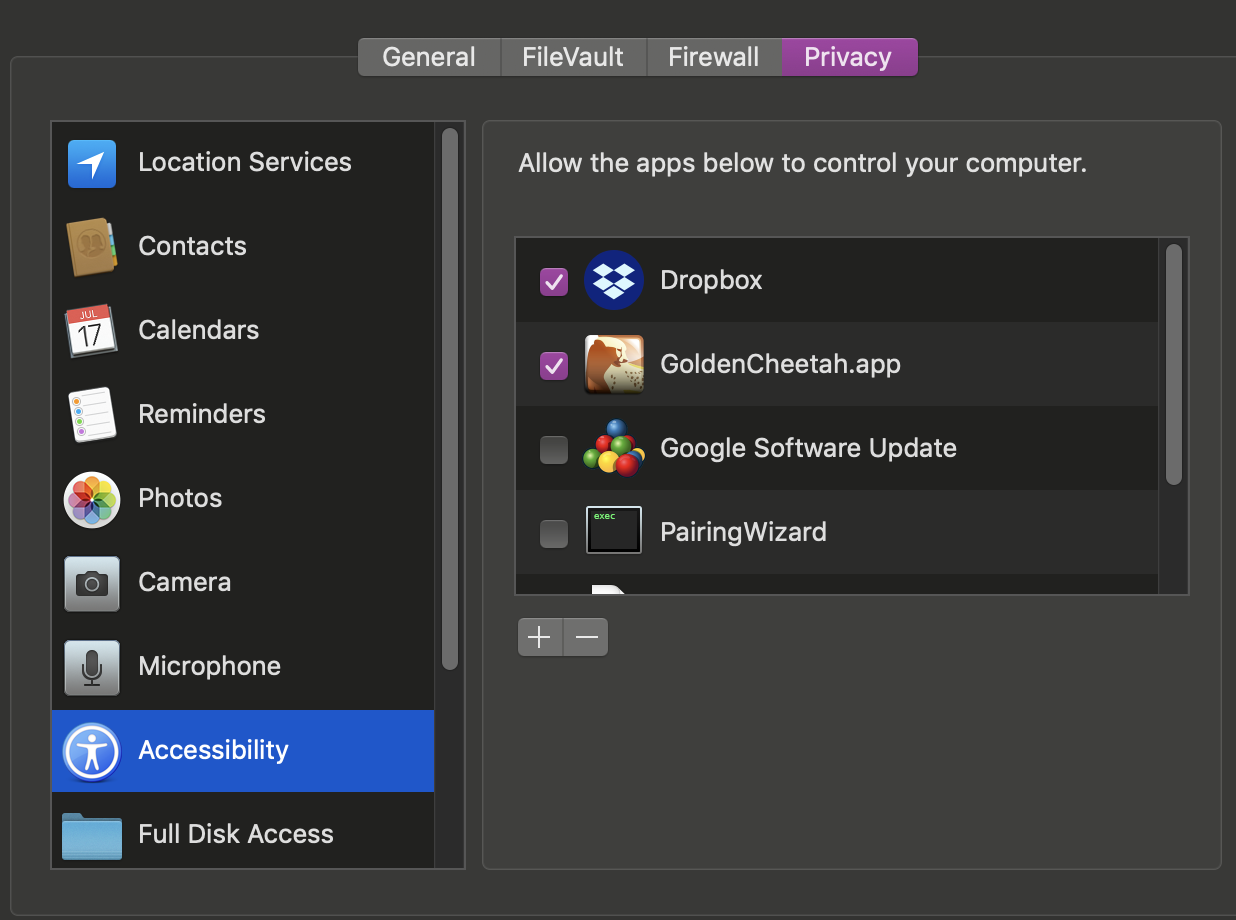 General
FileVault
Firewall
Privacy
Location Services
Contacts
JUL
17
Calendars
Reminders
Photos
Camera
Microphone
Accessibility
Full Disk Access
Allow the apps below to control your computer.
Dropbox
GoldenCheetah.app
Google Software Update
exec
PairingWizard